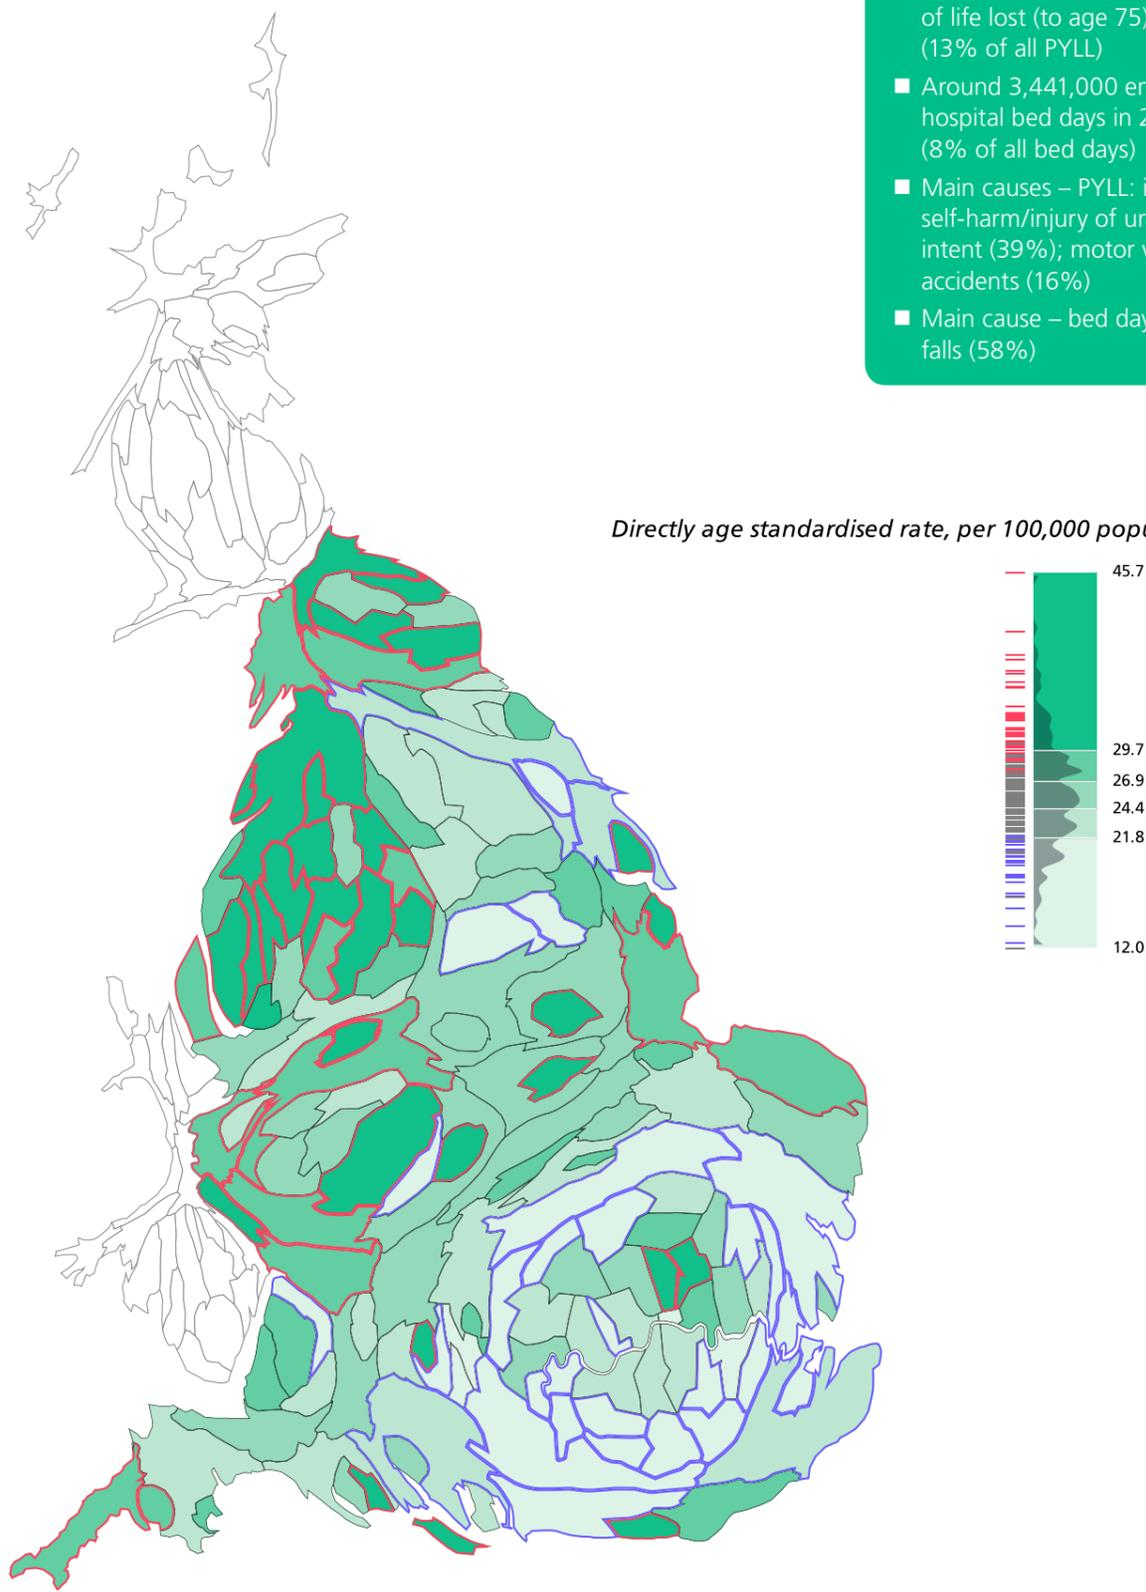 of life lost (to age 75)
(13% of all PYLL)
Around 3,441,000
hospital bed days in
(8% of all bed days)
Main causes – PYLL:
self-harm/injury of
intent (39%); motor
accidents (16%)
Main cause – bed
falls (58%)
Directly age standardised rate, per 100,000
45.7
29.7
26.9
24.4
21.8
12.0